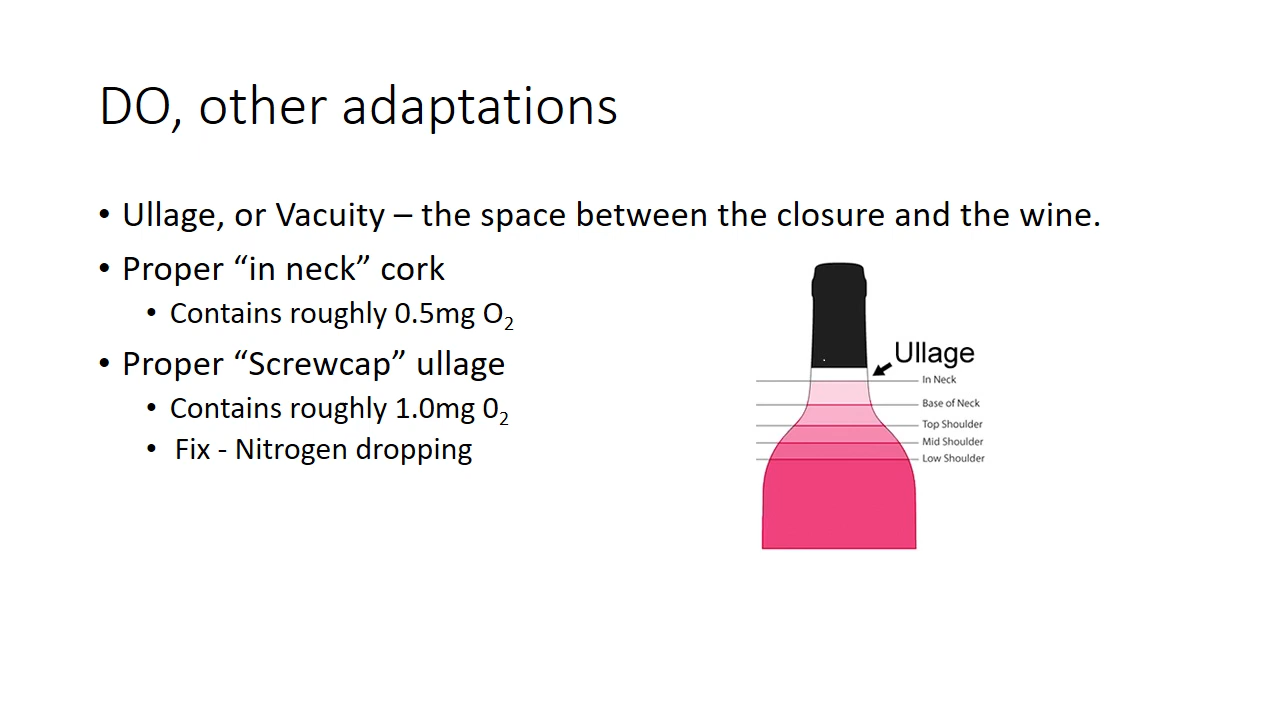 DO, other adaptations
• Ullage, or Vacuity – the space between the closure and the wine.
• Proper “in neck” cork
• Contains roughly 0.5mg O₂
• Proper “Screwcap” ullage
• Contains roughly 1.0mg 0₂
• Fix - Nitrogen dropping
Ullage
In Neck
Base of Neck
Top Shoulder
Mid Shoulder
Low Shoulder